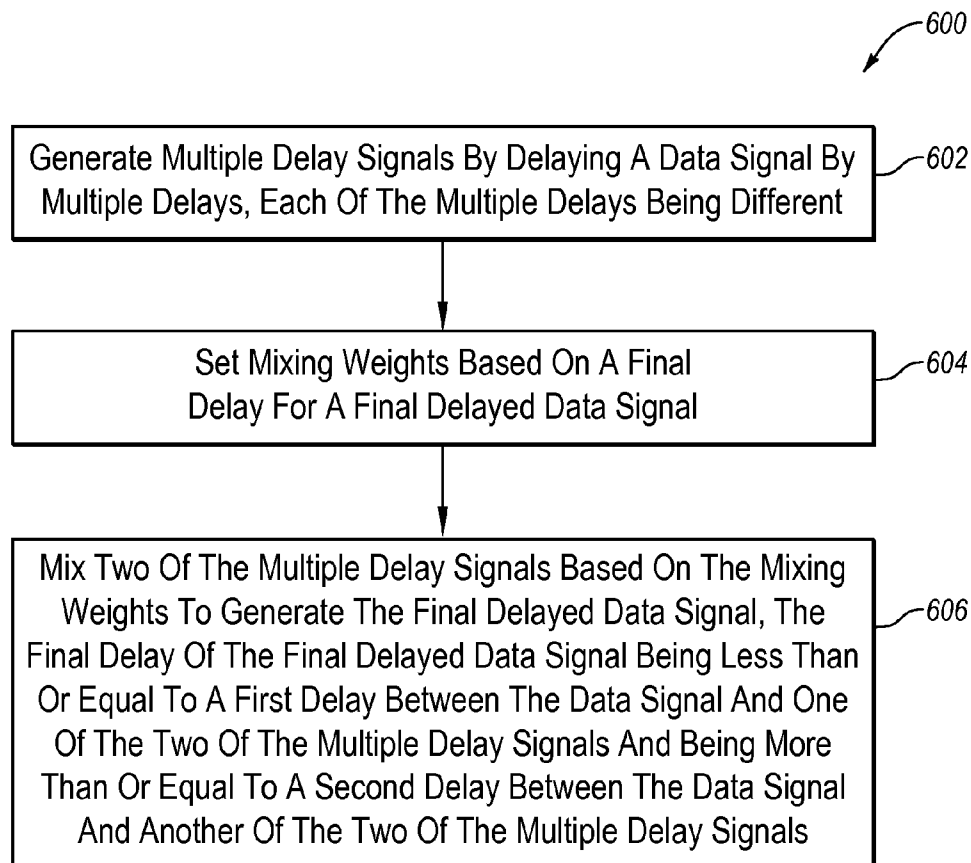 600
Generate Multiple Delay Signals By Delaying A Data Signal By
Multiple Delays, Each Of The Multiple Delays Being Different
602
Set Mixing Weights Based On A Final
Delay For A Final Delayed Data Signal
604
Mix Two Of The Multiple Delay Signals Based On The Mixing
Weights To Generate The Final Delayed Data Signal, The
Final Delay Of The Final Delayed Data Signal Being Less Than
Or Equal To A First Delay Between The Data Signal And One
Of The Two Of The Multiple Delay Signals And Being More
Than Or Equal To A Second Delay Between The Data Signal
And Another Of The Two Of The Multiple Delay Signals
606